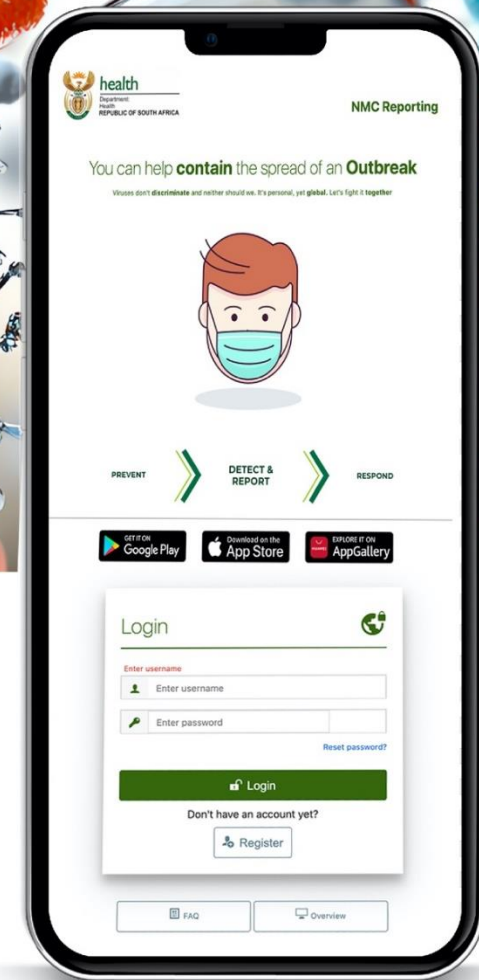 health
Department:
Health
REPUBLIC OF SOUTH AFRICA
NMC Reporting
You can help contain the spread of an Outbreak
Viruses don't discriminate and neither should we. It's personal, yet global. Let's fight it together
PREVENT
DETECT &
REPORT
RESPOND
GET IT ON
Google Play
Download on the
App Store
HUAWEI
EXPLORE IT ON
AppGallery
Login
Enter username
Enter username
Enter password
Reset password?
Login
Don't have an account yet?
Register
FAQ
Overview